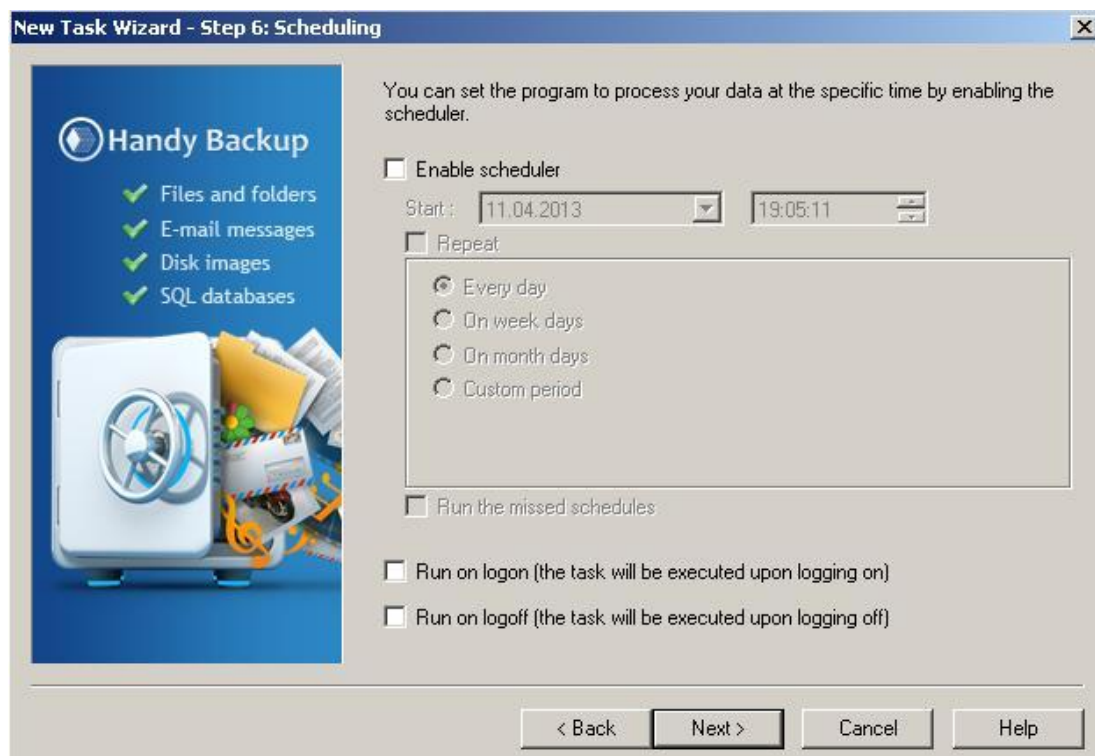 New Task Wizard - Step 6: Scheduling
Handy Backup
Files and folders
E-mail messages
Disk images
SQL databases
You can set the program to process your data at the specific time by enabling the
scheduler.
Enable scheduler
Start : 11.04.2013 19:05:11
Repeat
Every day
On week days
On month days
Custom period
Run the missed schedules
Run on logon (the task will be executed upon logging on)
Run on logoff (the task will be executed upon logging off)
< Back Next > Cancel Help